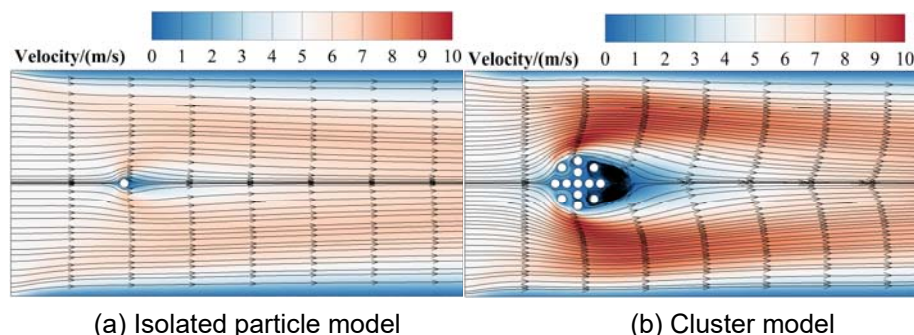 Velocity/(m/s) 0 1 2 3 4 5 6 7 8 9 10
Velocity/(m/s) 0 1 2 3 4 5 6 7 8 9 10
(a) Isolated particle model
(b) Cluster model